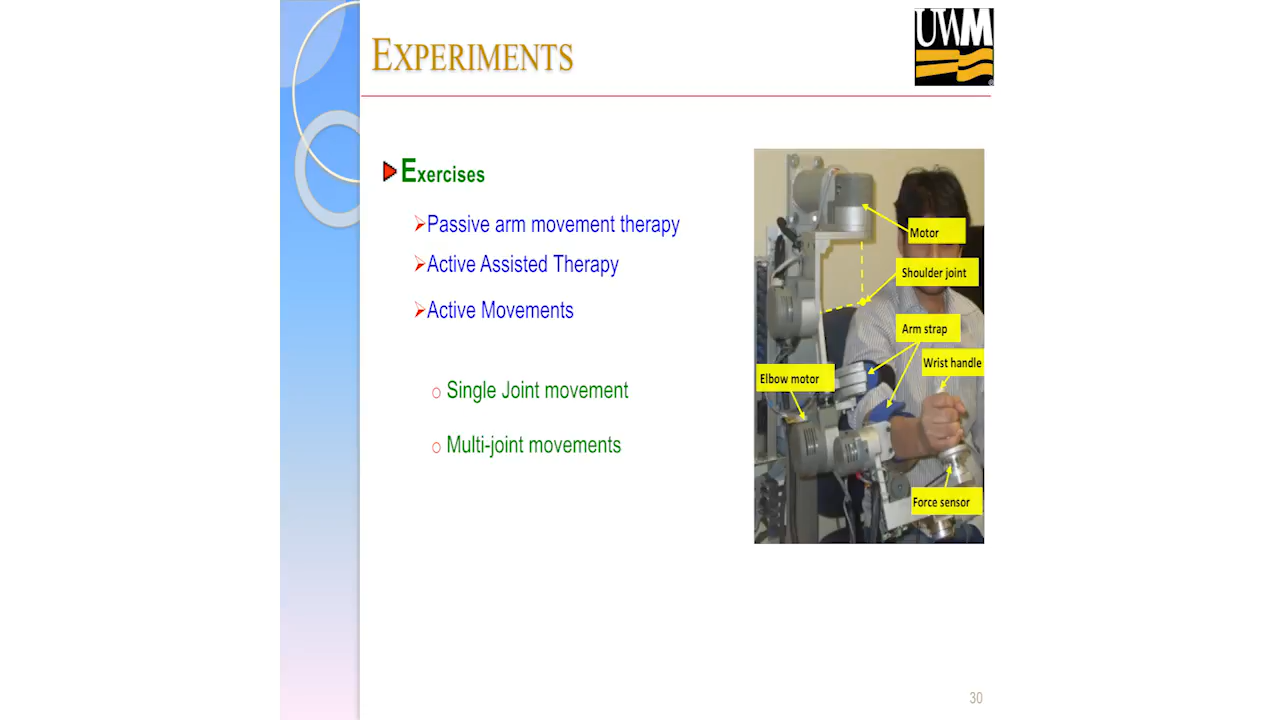 EXPERIMENTS
UWM
Exercises
Passive arm movement therapy
Active Assisted Therapy
Active Movements
Single Joint movement
Multi-joint movements
Motor
Shoulder joint
Arm strap
Wrist handle
Elbow motor
Force sensor
30